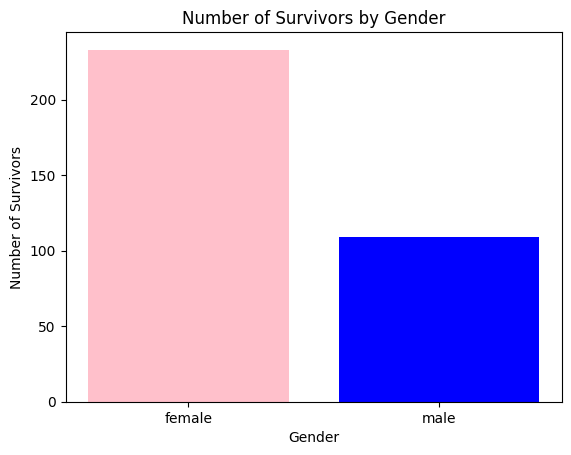 Number of Survivors by Gender
Number of Survivors
200
150
100
50
0
female male
Gender